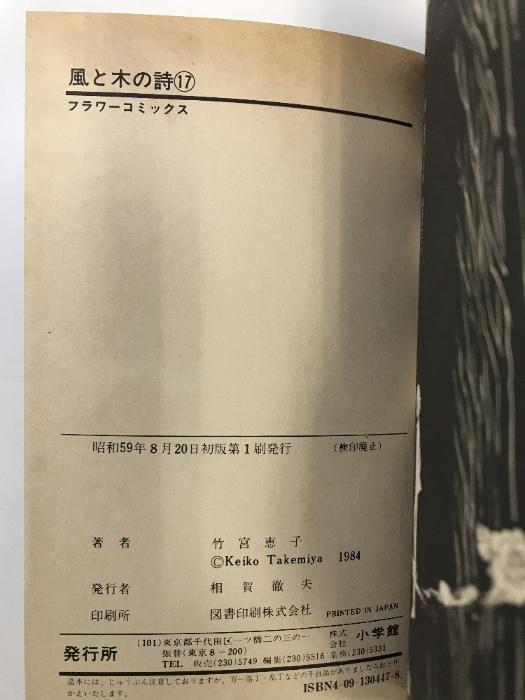 風と木の詩⑰
フラワーコミックス
昭和59年8月20日初版第1刷発行 (検印廃止)
著者 竹宮恵子
©Keiko Takemiya 1984
発行者 相賀徹夫
印刷所 図書印刷株式会社 PRINTED IN JAPAN
発行所 (101)東京都千代田区一ツ橋二の三の一 株式会社 小学館
振替(東京8-200)
TEL 販売(230)5749 編集(230)5516 業務(230)5331
造本には、じゅうぶん注意しておりますが、万一落丁・乱丁などの不良品がありましたらおとりかえいたします。
ISBN4-09-130447-8